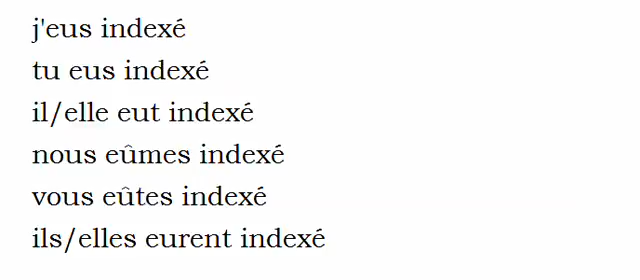 j'eus indexé
tu eus indexé
il/elle eut indexé
nous eûmes indexé
vous eûtes indexé
ils/elles eurent indexé